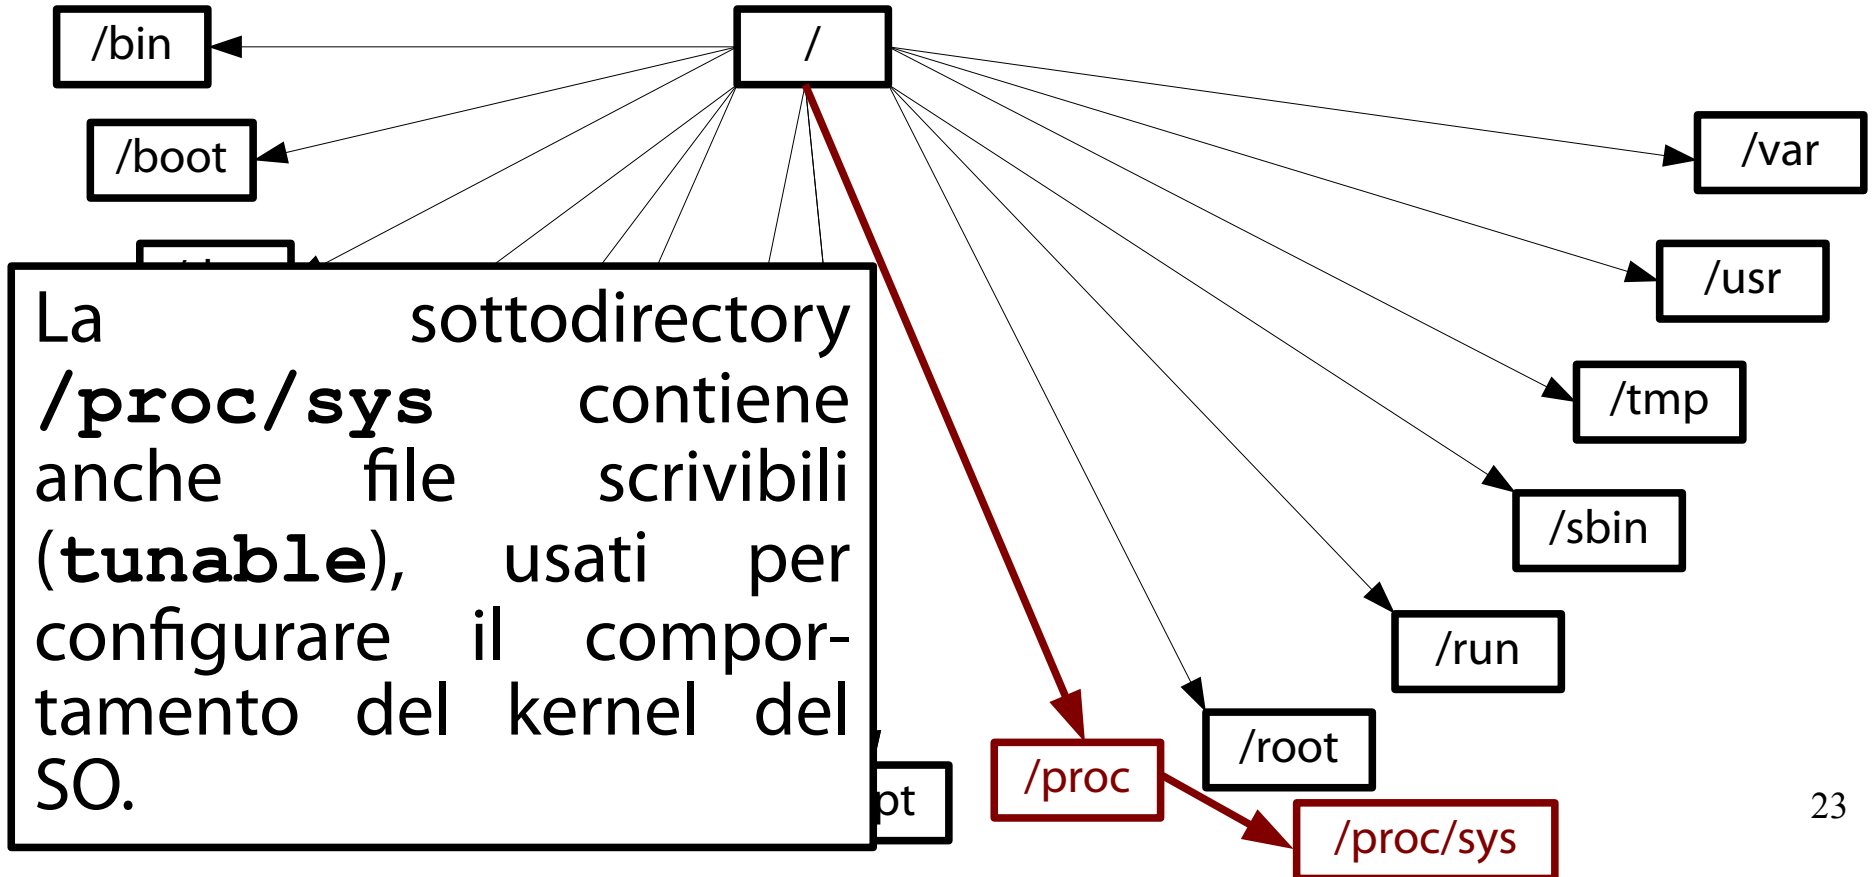 /bin
/
/boot
/var
/usr
La sottodirectory
/proc/sys contiene
anche file scrivibili
(tunable), usati per
configurare il compor-
tamento del kernel del
SO.
/tmp
/sbin
/run
/root
/proc
pt
/proc/sys
23